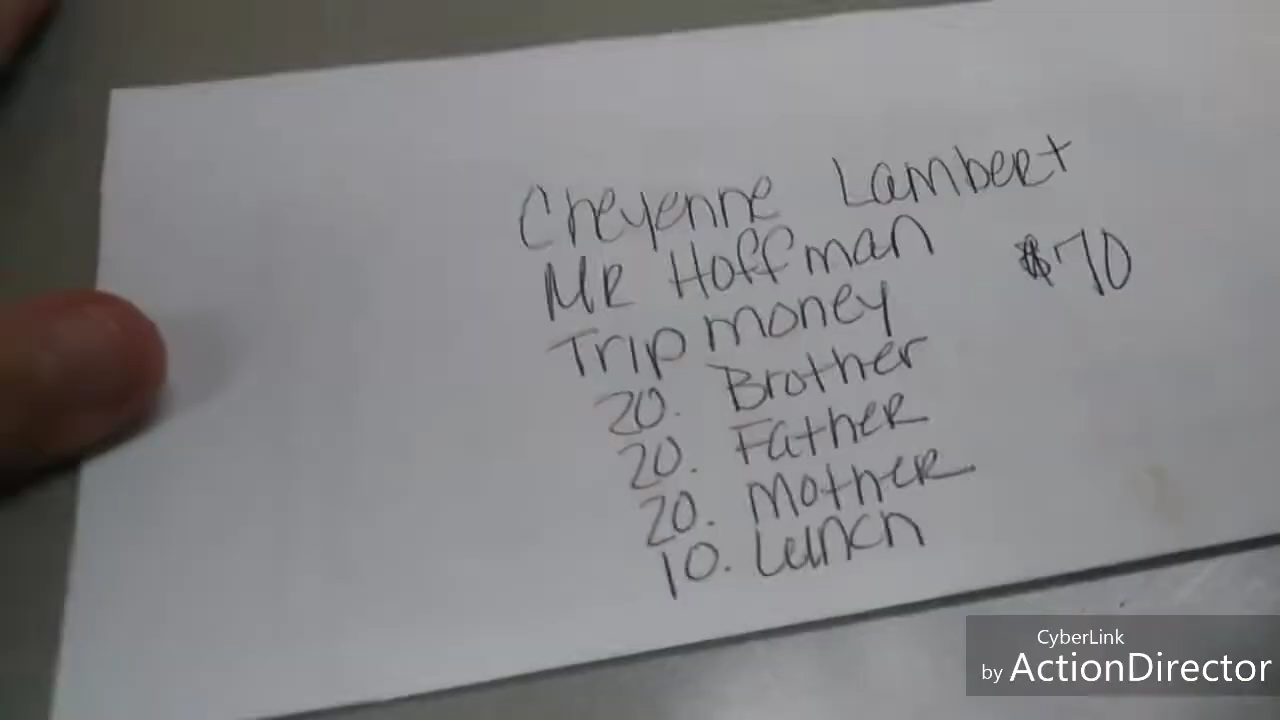 Cheyenne Lambert
Mr Hoffman $70
Trip money
20. Brother
20. Father
20. Mother
10. Lunch
CyberLink
by ActionDirector